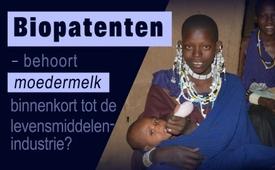 Biopatenten
– behoort
moedermelk
binnenkort tot de
levensmiddelen-
industrie?